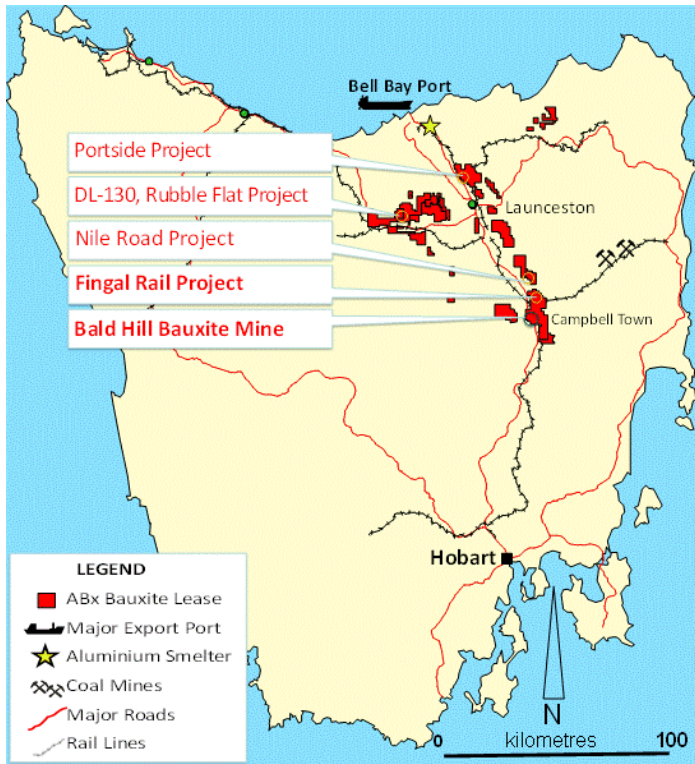 Bell Bay Port
Portside Project
DL-130, Rubble Flat Project
Launceston
Nile Road Project
Fingal Rail Project
Bald Hill Bauxite Mine
Campbell Town
Hobart
LEGEND
ABx Bauxite Lease
Major Export Port
Aluminium Smelter
Coal Mines
Major Roads
Rail Lines
N
0 kilometres 100